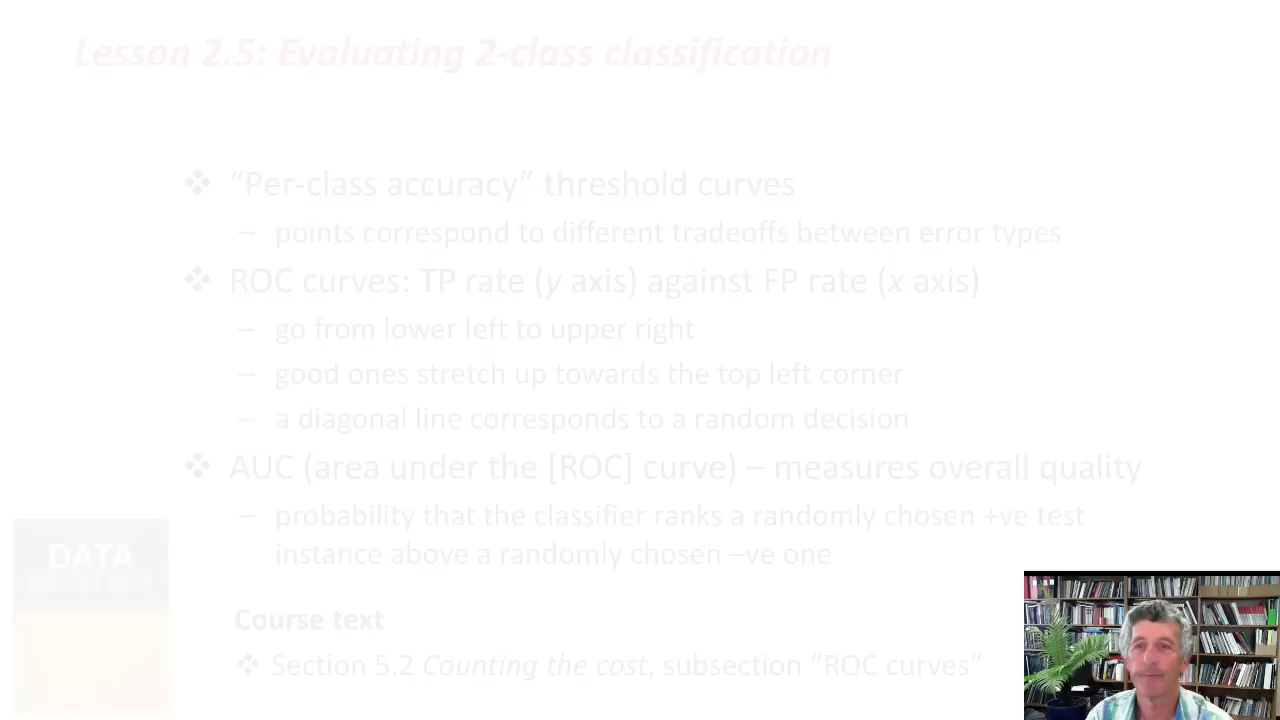 Lesson 2.5: Evaluating 2-class classification
❖ “Per-class accuracy” threshold curves
– points correspond to different tradeoffs between error types
❖ ROC curves: TP rate (y axis) against FP rate (x axis)
– go from lower left to upper right
– good ones stretch up towards the top left corner
– a diagonal line corresponds to a random decision
❖ AUC (area under the [ROC] curve) – measures overall quality
– probability that the classifier ranks a randomly chosen +ve test
instance above a randomly chosen –ve one
DATA
Course text
❖ Section 5.2 Counting the cost, subsection “ROC curves”